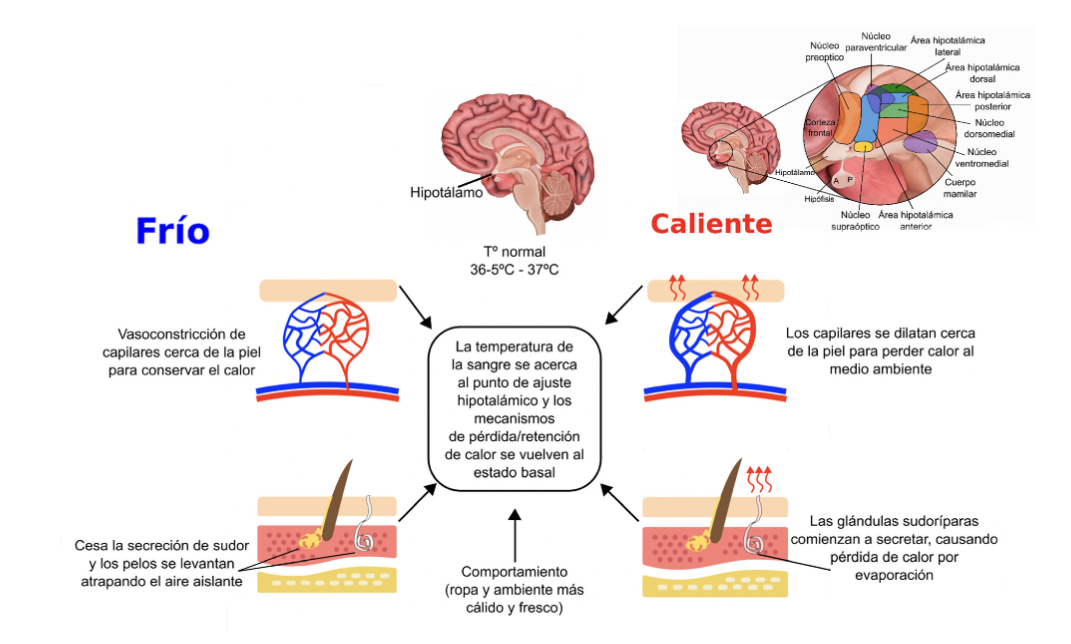 Núcleo
preoptico
Núcleo
paraventricular
Área hipotalámica
lateral
Área hipotalámica
dorsal
Área hipotalámica
posterior
Núcleo
dorsomedial
Núcleo
ventromedial
Cuerpo
mamilar
Corteza
frontal
Hipotálamo
A
P
Hipófisis
Núcleo
supraóptico
Área hipotalámica
anterior
Hipotálamo
Frío
Caliente
Tº normal
36-5ºC - 37ºC
Vasoconstricción de
capilares cerca de la piel
para conservar el calor
La temperatura de
la sangre se acerca
al punto de ajuste
hipotalámico y los
mecanismos
de pérdida/retención
de calor se vuelven al
estado basal
Los capilares se dilatan cerca
de la piel para perder calor al
medio ambiente
Cesa la secreción de sudor
y los pelos se levantan
atrapando el aire aislante
Comportamiento
(ropa y ambiente más
cálido y fresco)
Las glándulas sudoríparas
comienzan a secretar, causando
pérdida de calor por
evaporación